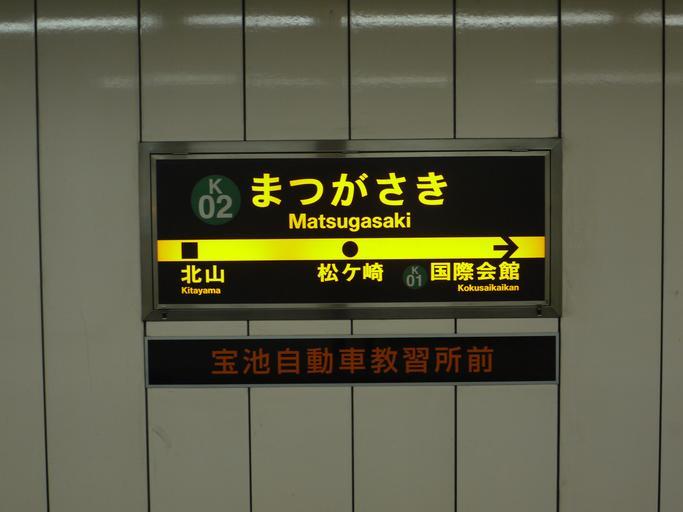 K
02
まつがさき
Matsugasaki
北山
Kitayama
松ケ崎
K
01
国際会館
Kokusaikaikan
宝池自動車教習所前